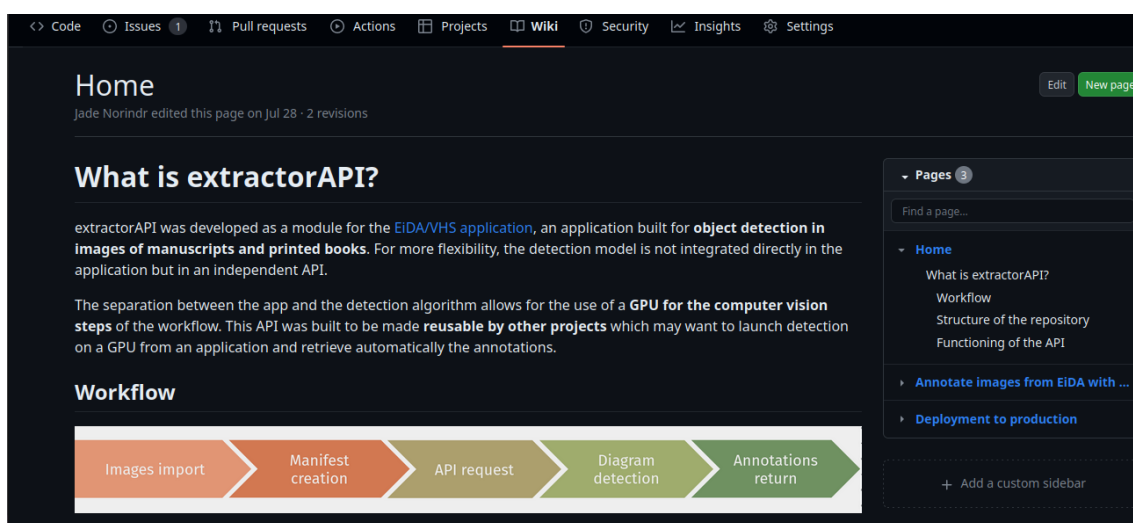 Code Issues 1 Pull requests Actions Projects Wiki Security Insights Settings
Home
Edit New page
Jade Norindr edited this page on Jul 28 · 2 revisions
What is extractorAPI?
extractorAPI was developed as a module for the EiDA/VHS application, an application built for object detection in
images of manuscripts and printed books. For more flexibility, the detection model is not integrated directly in the
application but in an independent API.
The separation between the app and the detection algorithm allows for the use of a GPU for the computer vision
steps of the workflow. This API was built to be made reusable by other projects which may want to launch detection
on a GPU from an application and retrieve automatically the annotations.
Workflow
Images import
Manifest
creation
API request
Diagram
detection
Annotations
return
Pages 3
Find a page...
Home
What is extractorAPI?
Workflow
Structure of the repository
Functioning of the API
Annotate images from EiDA with ...
Deployment to production
+ Add a custom sidebar